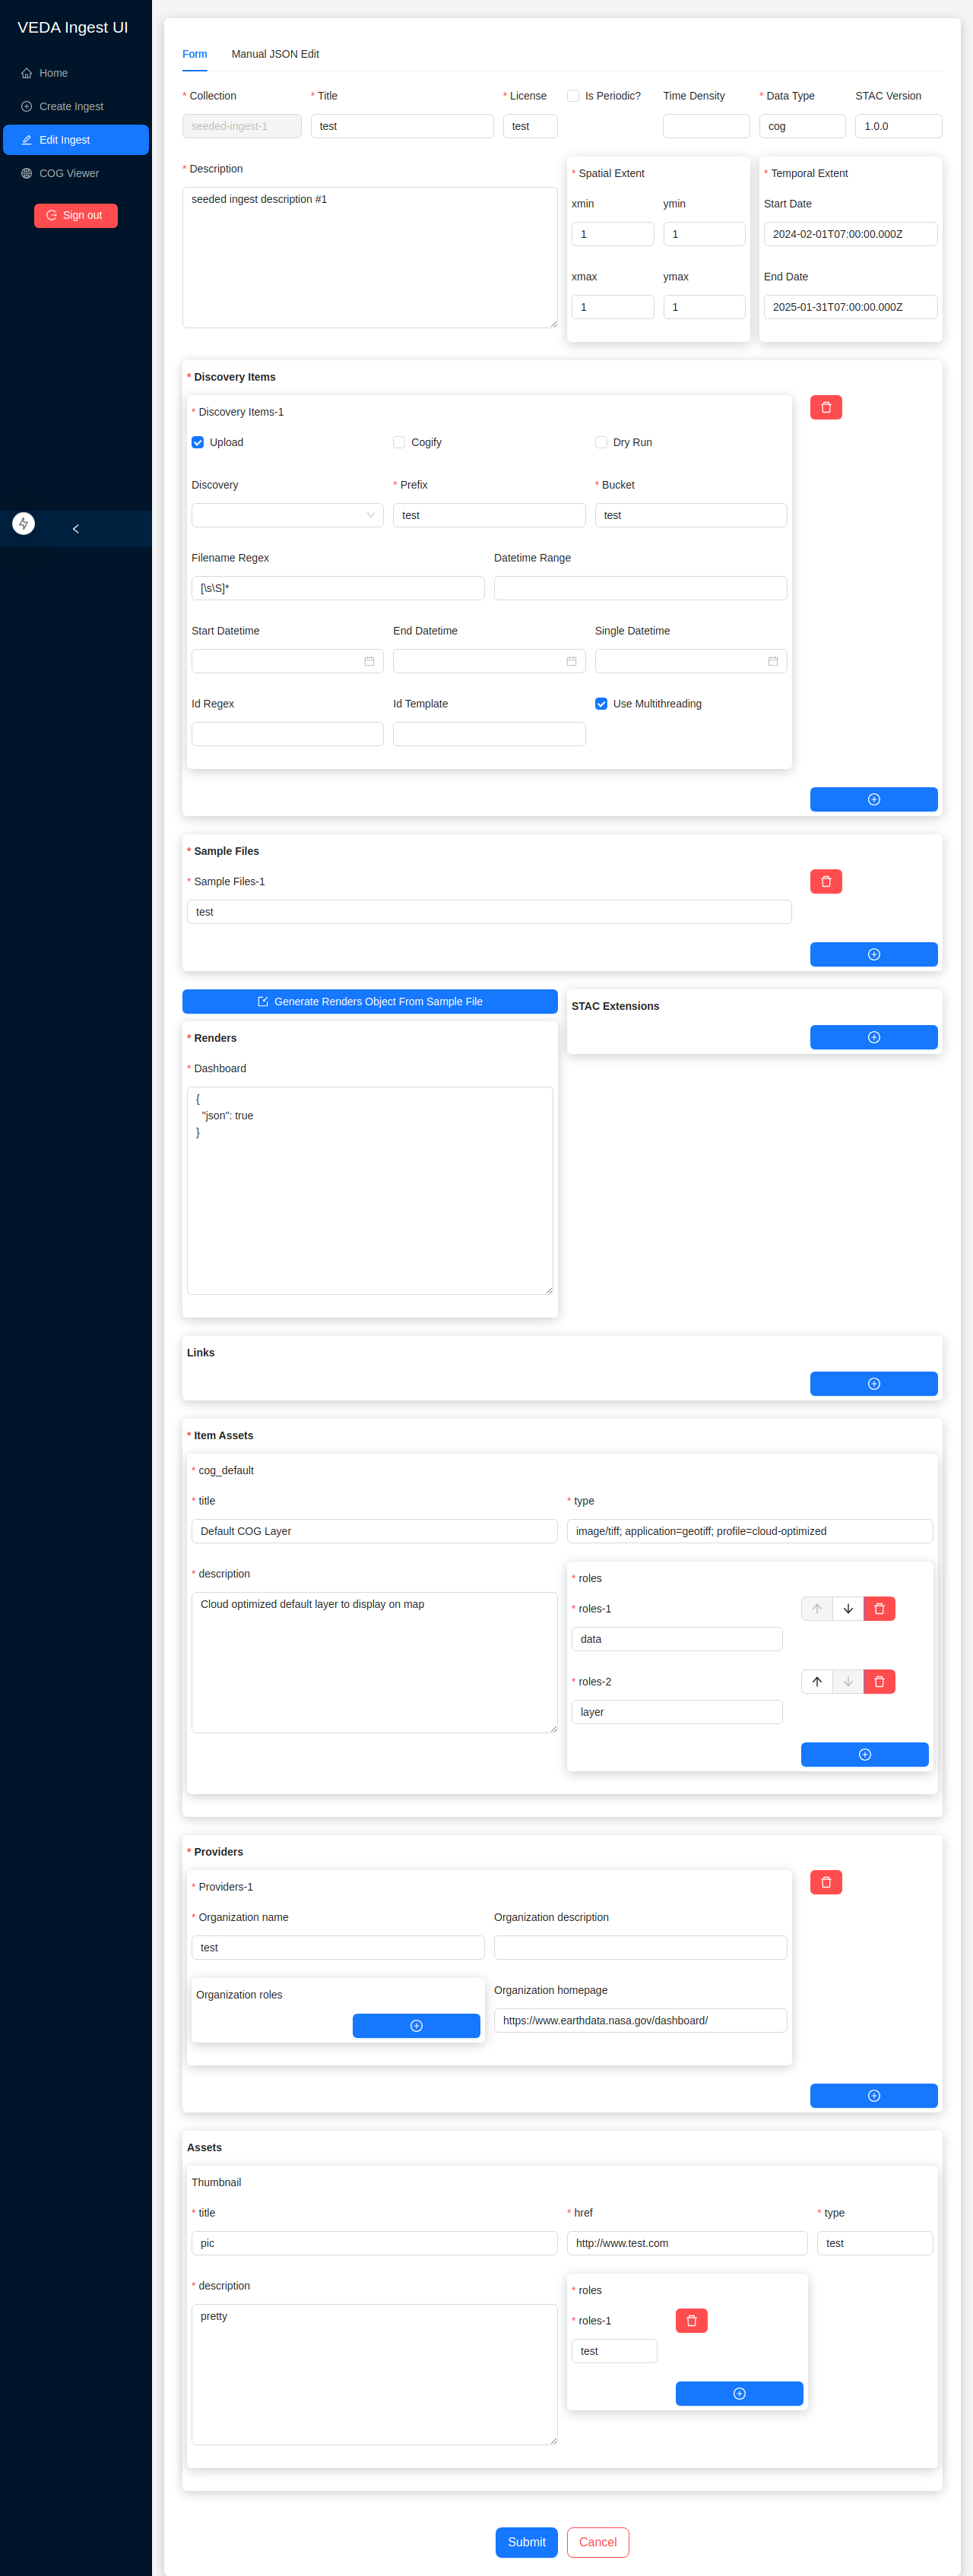 VEDA Ingest UI
Home
Create Ingest
Edit Ingest
COG Viewer
Sign out
Form Manual JSON Edit
* Collection * Title * License Is Periodic? Time Density * Data Type STAC Version
seeded-ingest-1 test test cog 1.0.0
* Description
seeded ingest description #1
* Spatial Extent
xmin ymin
1 1
xmax ymax
1 1
* Temporal Extent
Start Date
2024-02-01T07:00:00.000Z
End Date
2025-01-31T07:00:00.000Z
* Discovery Items
* Discovery Items-1
Upload Cogify Dry Run
Discovery * Prefix * Bucket
test test
Filename Regex Datetime Range
[\s\S]*
Start Datetime End Datetime Single Datetime
Id Regex Id Template Use Multithreading
* Sample Files
* Sample Files-1
test
Generate Renders Object From Sample File
STAC Extensions
* Renders
* Dashboard
{
"json": true
}
Links
* Item Assets
* cog_default
* title * type
Default COG Layer image/tiff; application=geotiff; profile=cloud-optimized
* description
Cloud optimized default layer to display on map
* roles
* roles-1
data
* roles-2
layer
* Providers
* Providers-1
* Organization name Organization description
test
Organization roles
Organization homepage
https://www.earthdata.nasa.gov/dashboard/
Assets
Thumbnail
* title * href * type
pic http://www.test.com test
* description
pretty
* roles
* roles-1
test
Submit Cancel